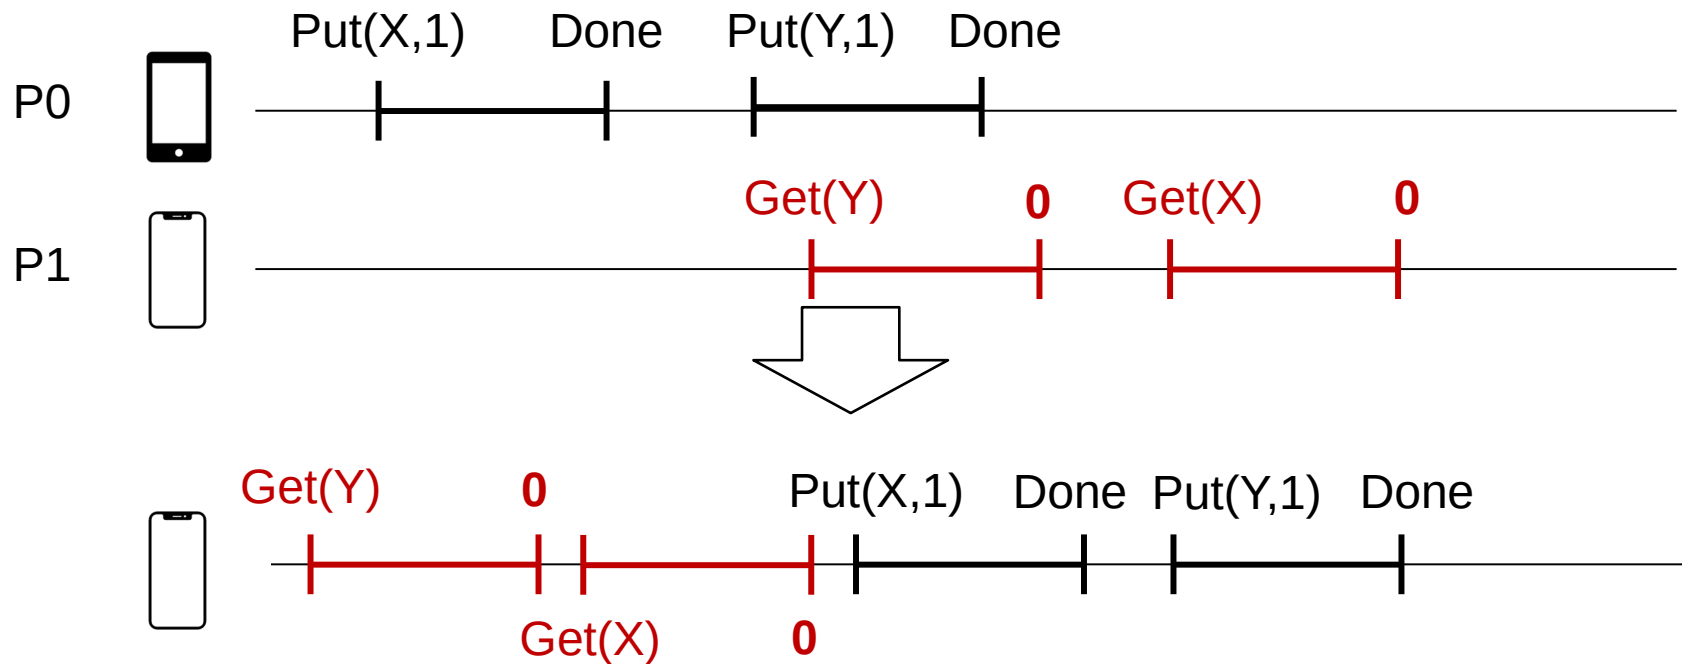 Put(X,1) Done Put(Y,1) Done
P0
Get(Y) 0 Get(X) 0
P1
Get(Y) 0 Put(X,1) Done Put(Y,1) Done
Get(X) 0